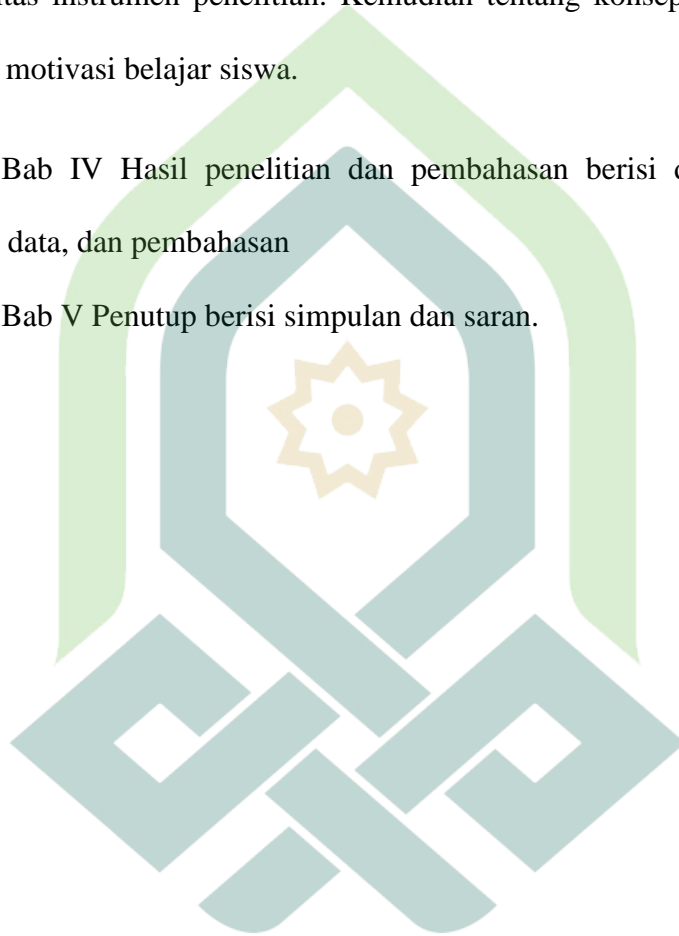 instrumen penelitian. Kemudian tentang konsep
motivasi belajar siswa.
Bab IV Hasil penelitian dan pembahasan berisi
data, dan pembahasan
Bab V Penutup berisi simpulan dan saran.